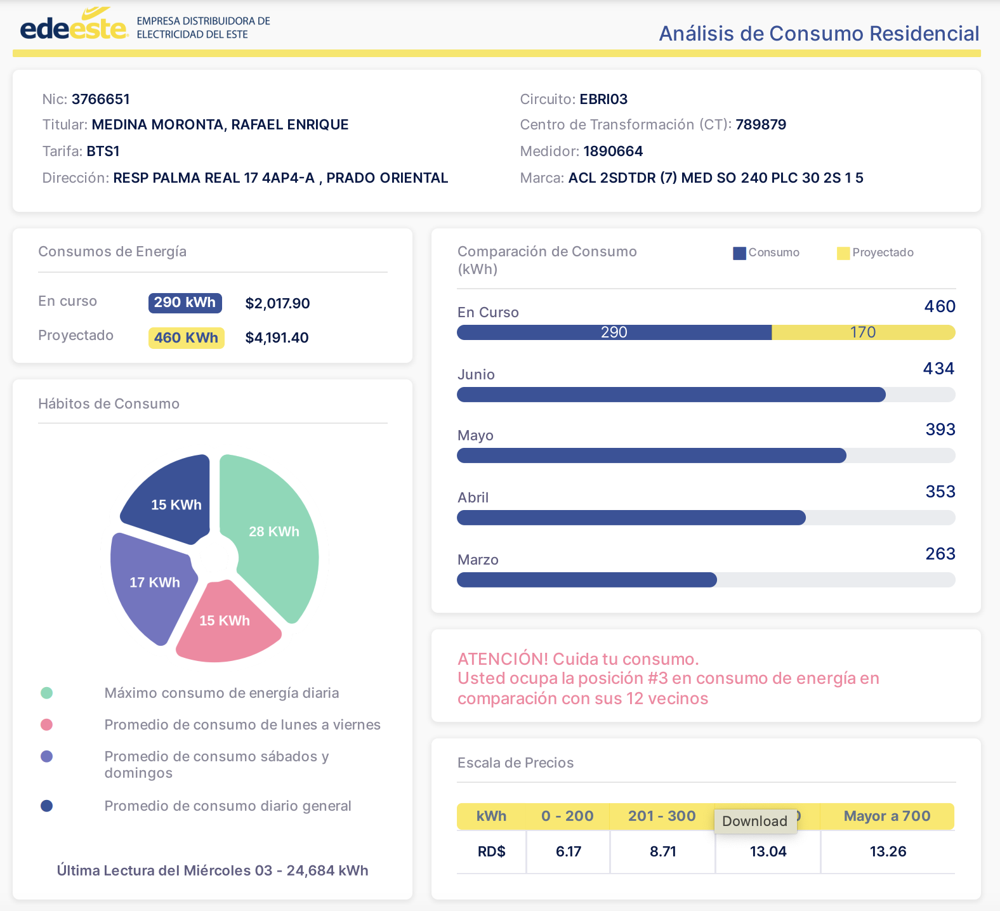 edeeste EMPRESA DISTRIBUIDORA DE
ELECTRICIDAD DEL ESTE
Análisis de Consumo Residencial
Nic: 3766651
Titular: MEDINA MORONTA, RAFAEL ENRIQUE
Tarifa: BTS1
Dirección: RESP PALMA REAL 17 4AP4-A , PRADO ORIENTAL
Circuito: EBRI03
Centro de Transformación (CT): 789879
Medidor: 1890664
Marca: ACL 2SDTDR (7) MED SO 240 PLC 30 2S 1 5
Consumos de Energía
En curso 290 kWh $2,017.90
Proyectado 460 KWh $4,191.40
Hábitos de Consumo
15 KWh
28 KWh
17 KWh
15 KWh
Máximo consumo de energía diaria
Promedio de consumo de lunes a viernes
Promedio de consumo sábados y
domingos
Promedio de consumo diario general
Última Lectura del Miércoles 03 - 24,684 kWh
Comparación de Consumo
(kWh)
Consumo Proyectado
En Curso 460
290 170
Junio 434
Mayo 393
Abril 353
Marzo 263
ATENCIÓN! Cuida tu consumo.
Usted ocupa la posición #3 en consumo de energía en
comparación con sus 12 vecinos
Escala de Precios
kWh 0 - 200 201 - 300 Mayor a 700
Download
RD$ 6.17 8.71 13.04 13.26